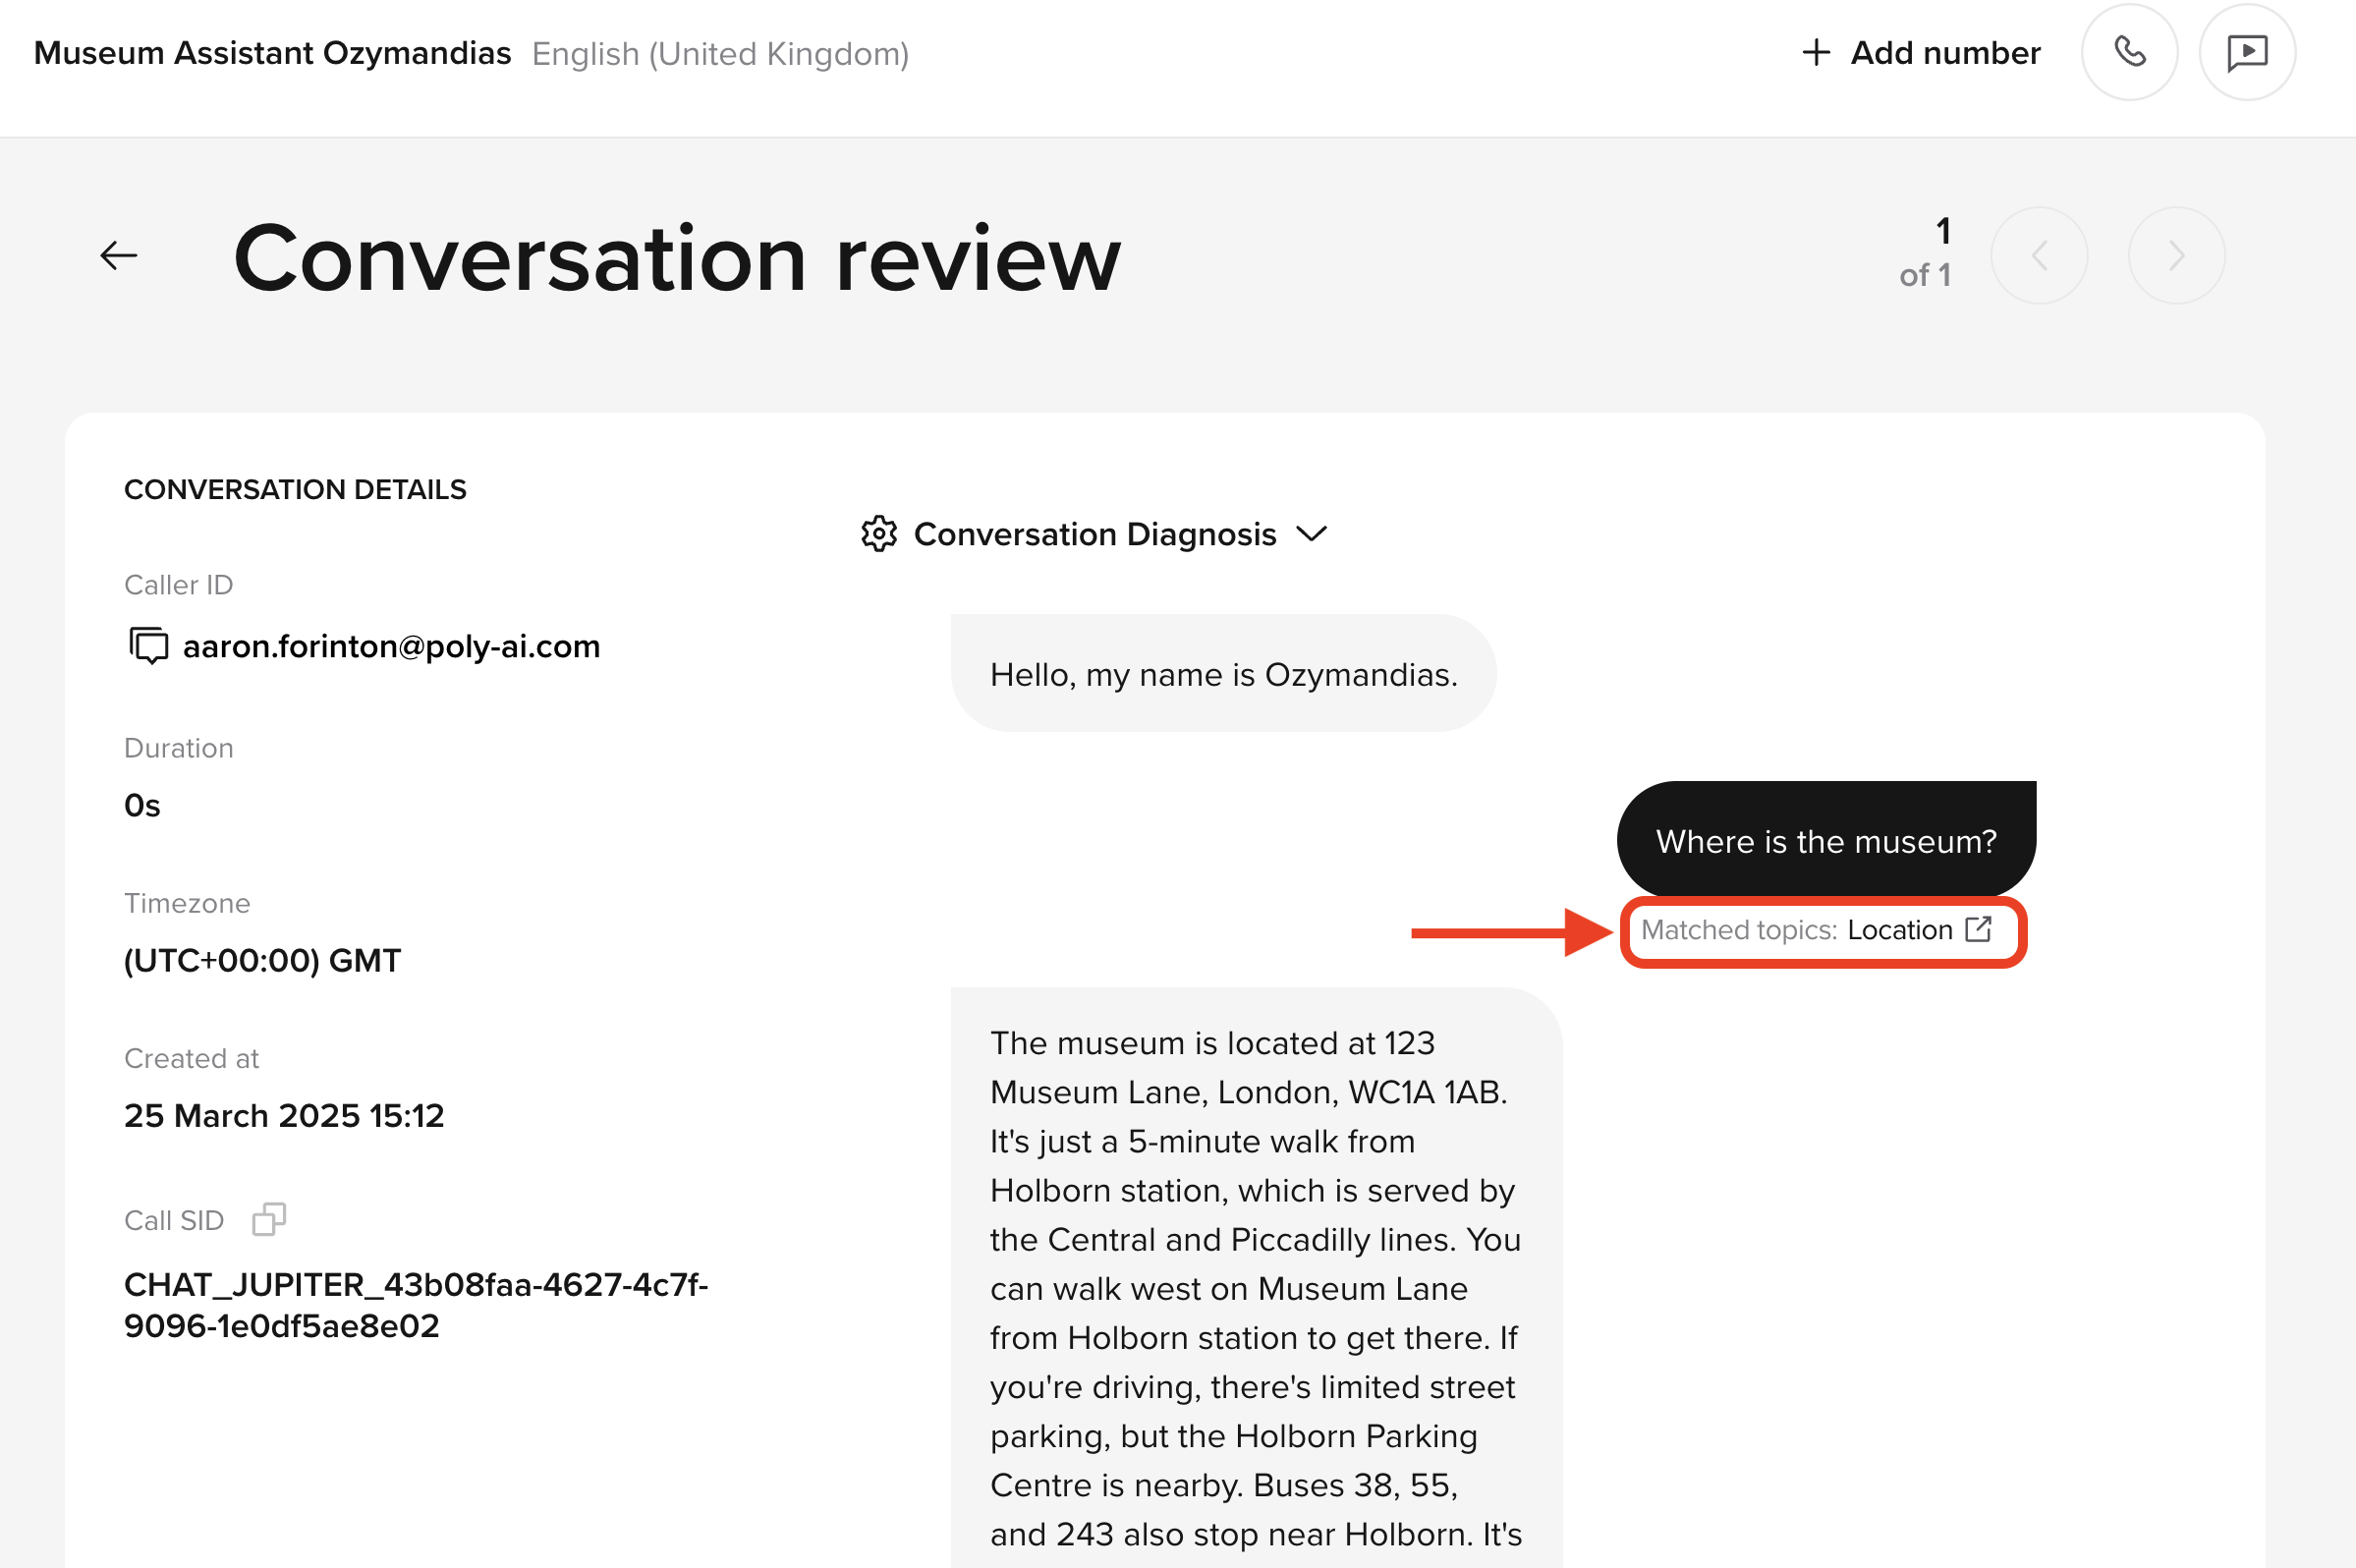 Museum Assistant Ozymandias English (United Kingdom)
Add number
Conversation review
1
of 1
CONVERSATION DETAILS
Caller ID
aaron.forinton@poly-ai.com
Duration
0s
Timezone
(UTC+00:00) GMT
Created at
25 March 2025 15:12
Call SID
CHAT_JUPITER_43b08faa-4627-4c7f-
9096-1e0df5ae8e02
Conversation Diagnosis
Hello, my name is Ozymandias.
Where is the museum?
Matched topics: Location
The museum is located at 123
Museum Lane, London, WC1A 1AB.
It's just a 5-minute walk from
Holborn station, which is served by
the Central and Piccadilly lines. You
can walk west on Museum Lane
from Holborn station to get there. If
you're driving, there's limited street
parking, but the Holborn Parking
Centre is nearby. Buses 38, 55,
and 243 also stop near Holborn. It's